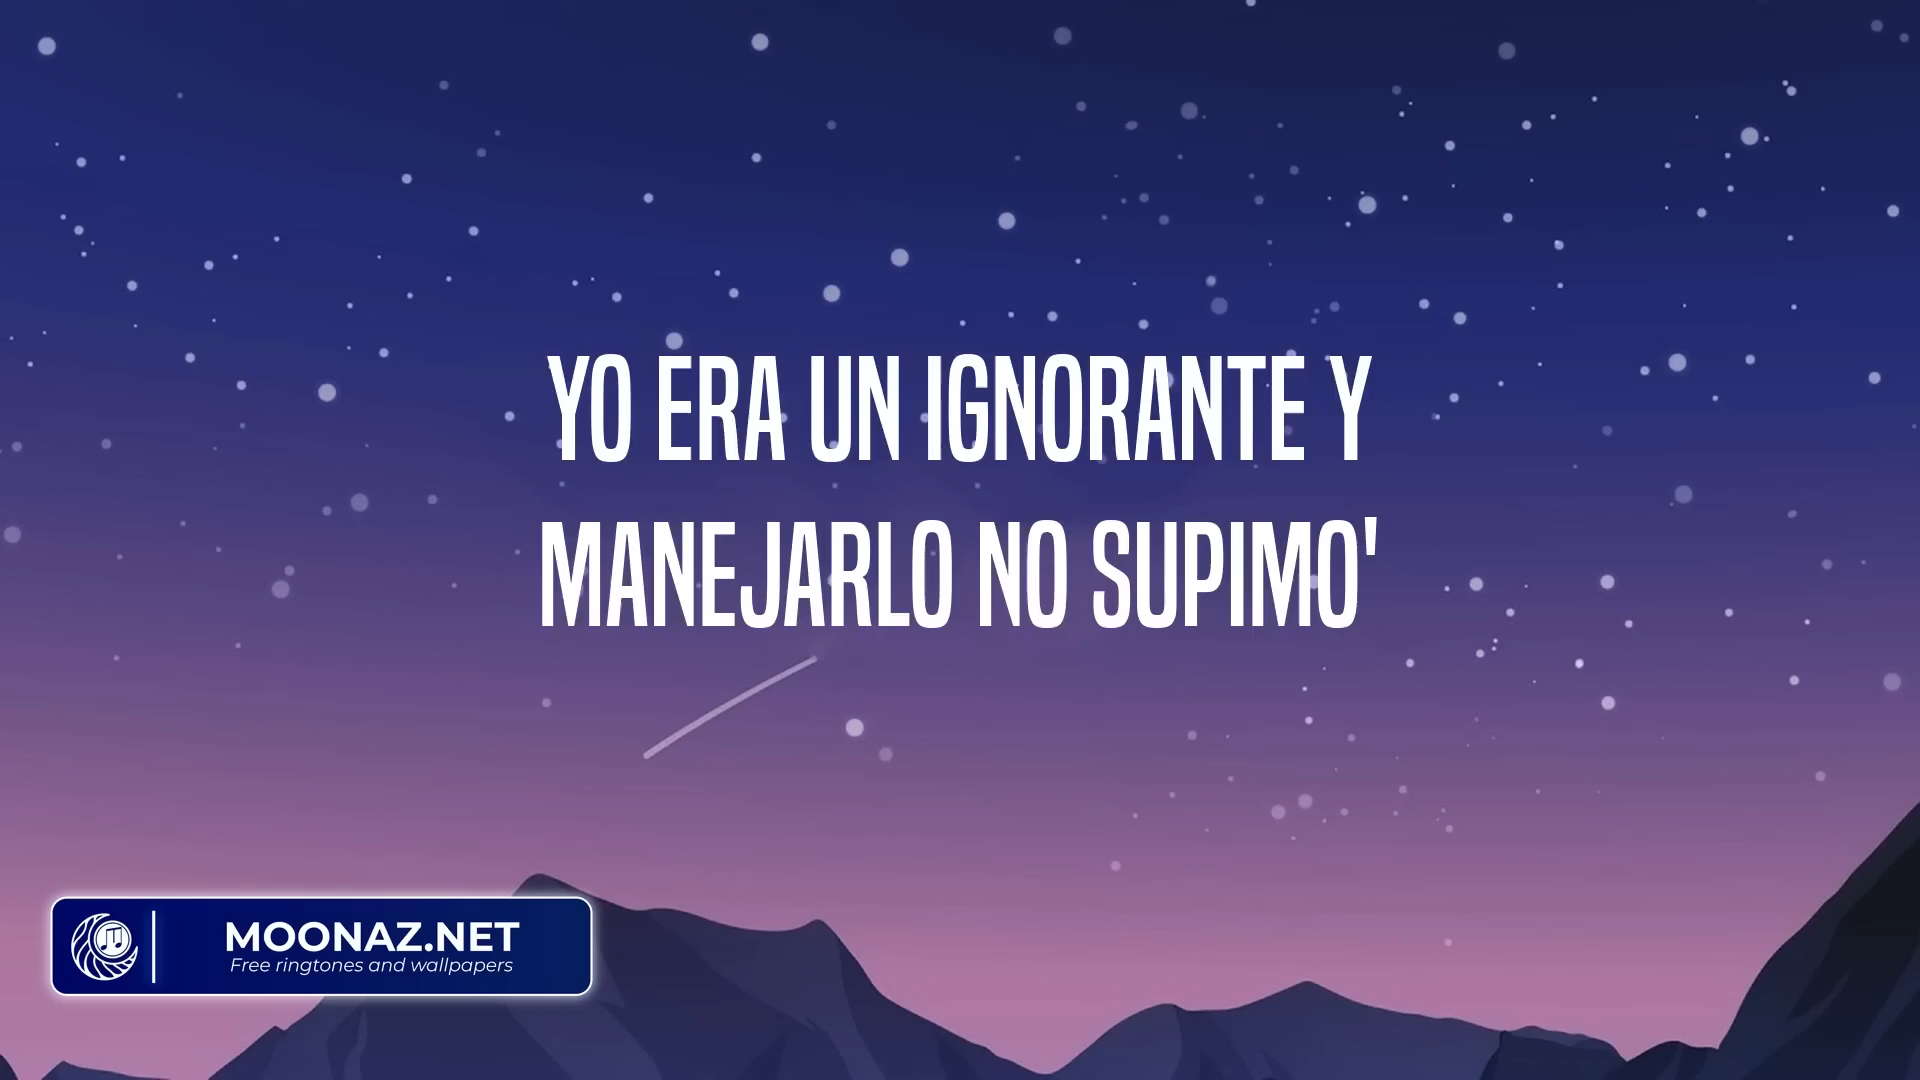 YO ERA UN IGNORANTE Y
MANEJARLO NO SUPIMO'
MOONAZ.NET
Free ringtones and wallpapers